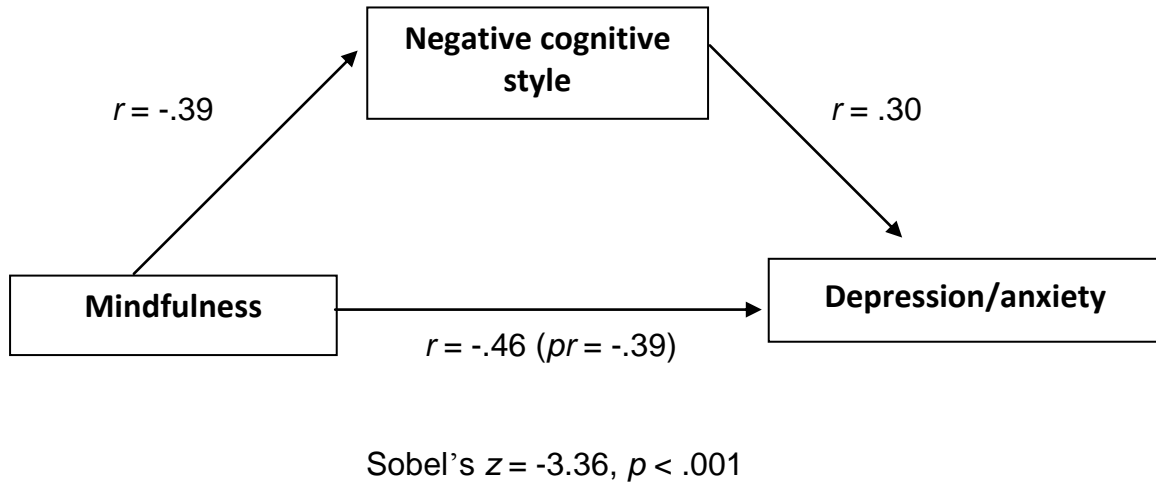 Negative cognitive
style
r = -.39
r = .30
Mindfulness
Depression/anxiety
r = -.46 (pr = -.39)
Sobel’s z = -3.36, p < .001